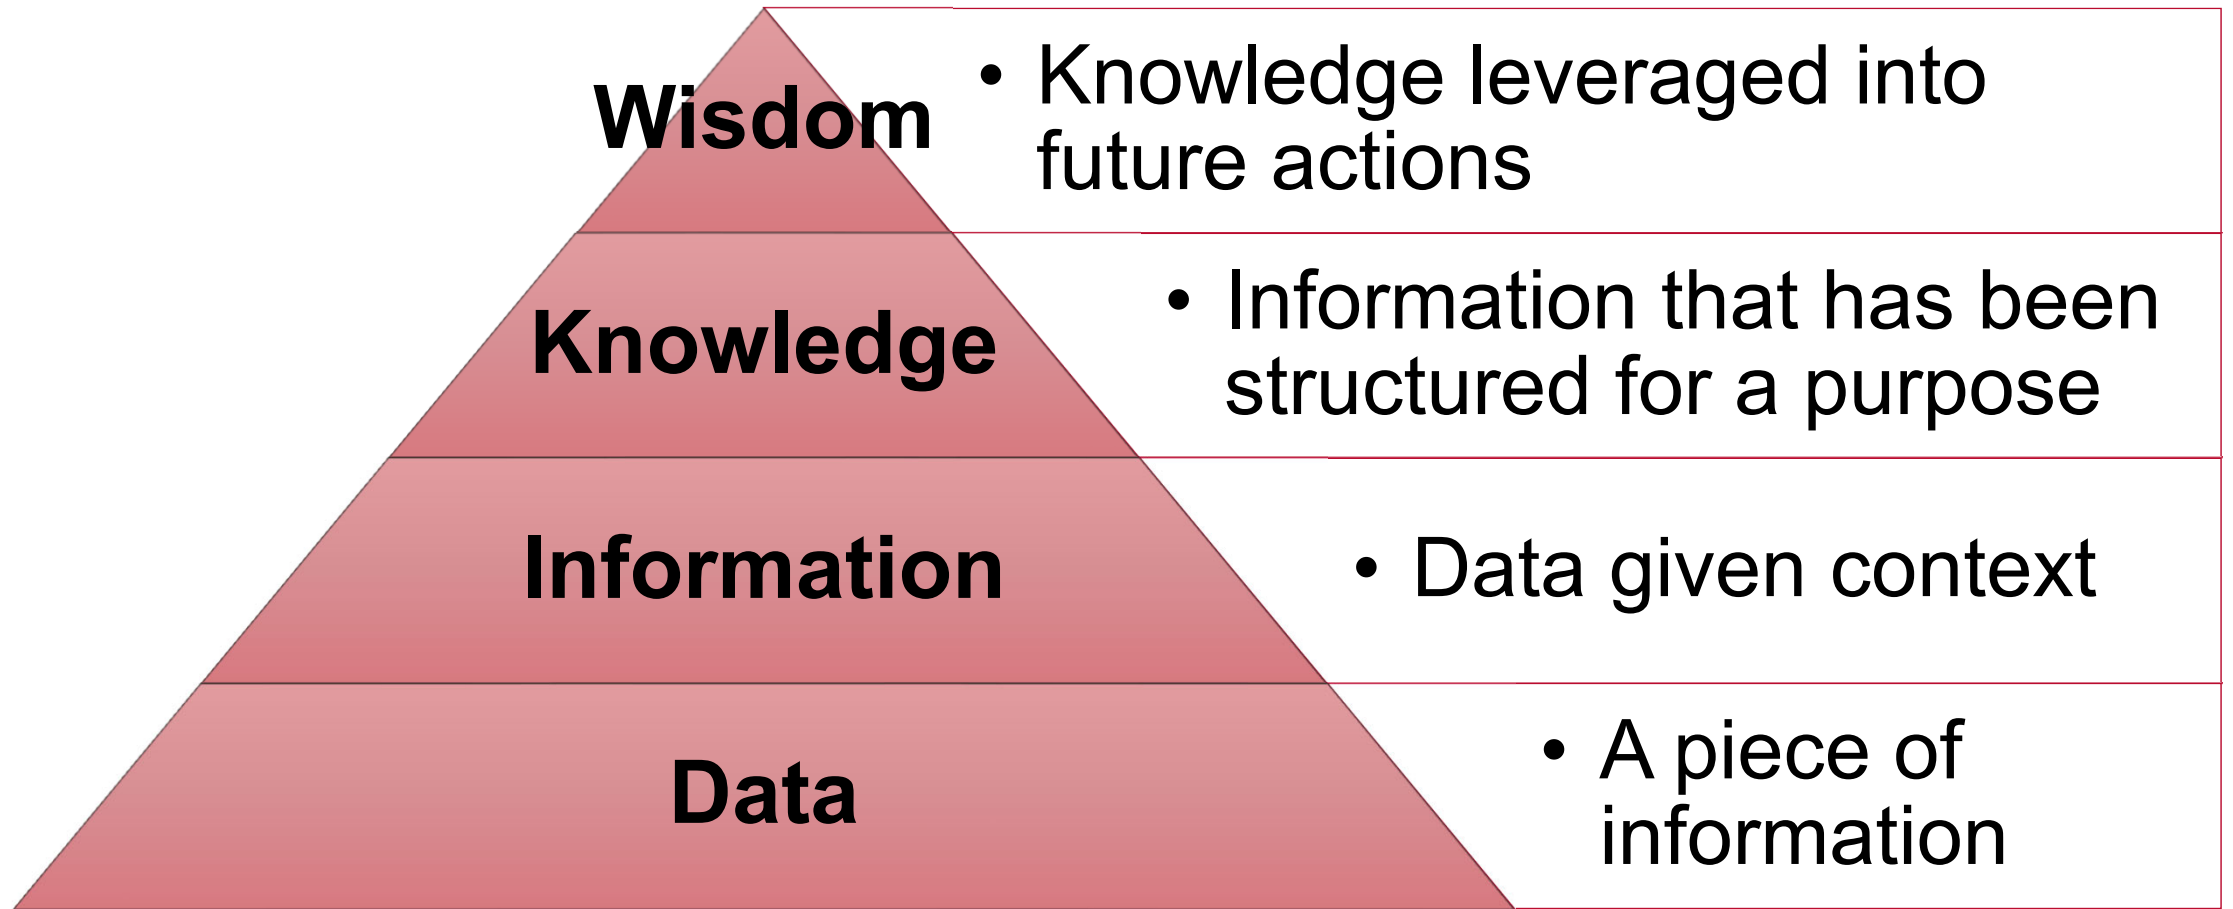 Wisdom
• Knowledge leveraged into
future actions
Knowledge
• Information that has been
structured for a purpose
Information
• Data given context
Data
• A piece of
information